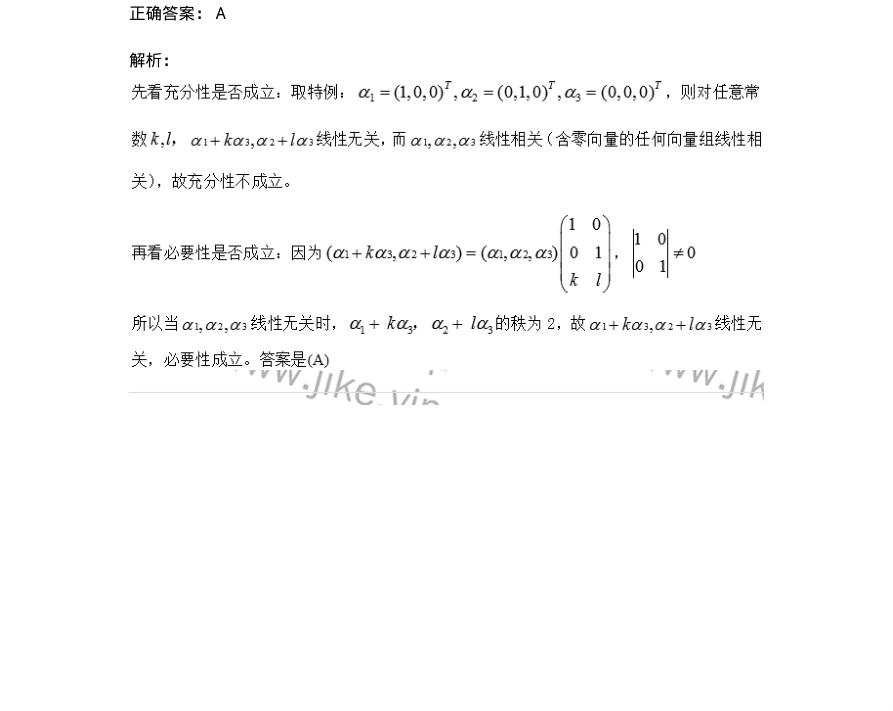 正确答案： A
解析：
先看充分性是否成立：取特例： α₁ = (1,0,0)ᵀ, α₂ = (0,1,0)ᵀ, α₃ = (0,0,0)ᵀ，则对任意常
数 k,l， α₁+kα₃,α₂+lα₃ 线性无关，而 α₁,α₂,α₃ 线性相关（含零向量的任何向量组线性相
关），故充分性不成立。
再看必要性是否成立：因为 (α₁+kα₃,α₂+lα₃) = (α₁,α₂,α₃) (1 0; 0 1; k l)， |1 0; 0 1| ≠ 0
所以当 α₁,α₂,α₃ 线性无关时， α₁ + kα₃， α₂ + lα₃ 的秩为 2，故 α₁+kα₃,α₂+lα₃ 线性无
关，必要性成立。答案是(A)
www.jike.vip
www.jik